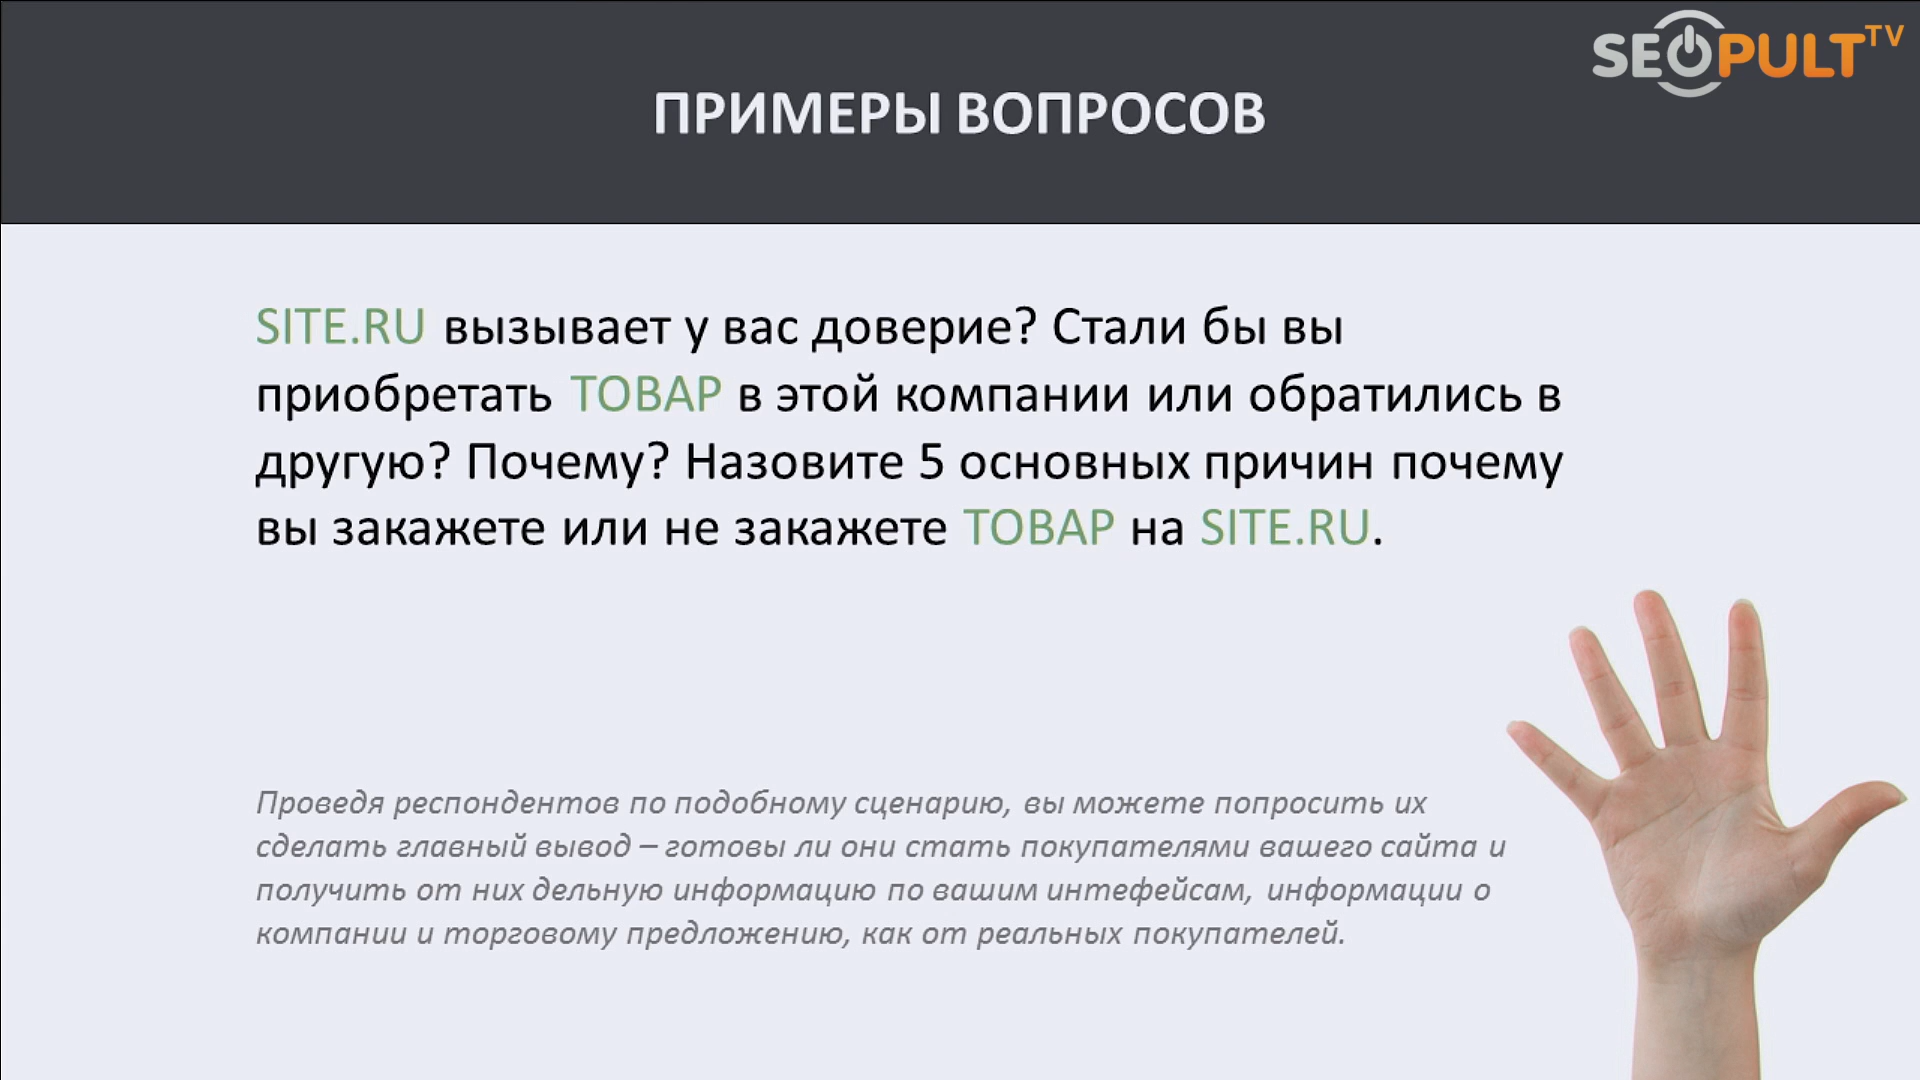 SEOPULT TV
ПРИМЕРЫ ВОПРОСОВ
SITE.RU вызывает у вас доверие? Стали бы вы
приобретать ТОВАР в этой компании или обратились в
другую? Почему? Назовите 5 основных причин почему
вы закажете или не закажете ТОВАР на SITE.RU.
Проведя респондентов по подобному сценарию, вы можете попросить их
сделать главный вывод – готовы ли они стать покупателями вашего сайта и
получить от них дельную информацию по вашим интефейсам, информации о
компании и торговому предложению, как от реальных покупателей.